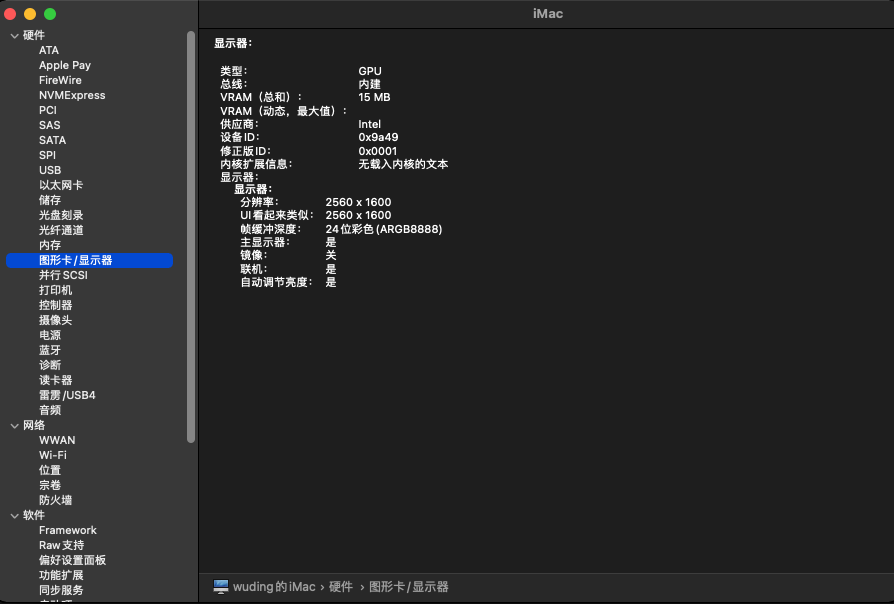 iMac
硬件
ATA
Apple Pay
FireWire
NVMExpress
PCI
SAS
SATA
SPI
USB
以太网卡
储存
光盘刻录
光纤通道
内存
图形卡/显示器
并行 SCSI
打印机
控制器
摄像头
电源
蓝牙
诊断
读卡器
雷雳/USB4
音频
网络
WWAN
Wi-Fi
位置
宗卷
防火墙
软件
Framework
Raw 支持
偏好设置面板
功能扩展
同步服务
显示器：
类型： GPU
总线： 内建
VRAM（总和）： 15 MB
VRAM（动态，最大值）：
供应商： Intel
设备 ID： 0x9a49
修正版 ID： 0x0001
内核扩展信息： 无载入内核的文本
显示器：
显示器：
分辨率： 2560 x 1600
UI 看起来类似： 2560 x 1600
帧缓冲深度： 24 位彩色 (ARGB8888)
主显示器： 是
镜像： 关
联机： 是
自动调节亮度： 是
wuding的iMac › 硬件 › 图形卡/显示器